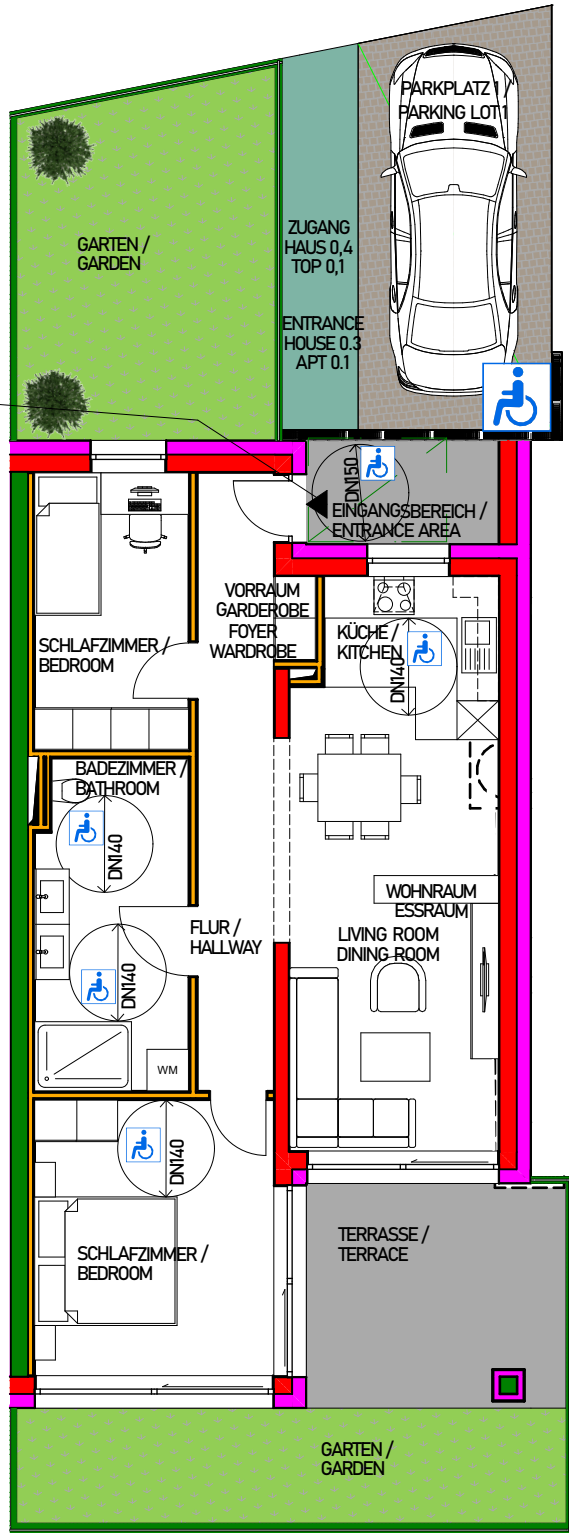 PARKPLATZ 1 /
PARKING LOT 1
GARTEN /
GARDEN
ZUGANG
HAUS 0,4
TOP 0,1
ENTRANCE
HOUSE 0.3
APT 0.1
DN150
EINGANGSBEREICH /
ENTRANCE AREA
VORRAUM
GARDEROBE
FOYER
WARDROBE
SCHLAFZIMMER /
BEDROOM
KÜCHE /
KITCHEN
DN140
BADEZIMMER /
BATHROOM
DN140
WOHNRAUM
ESSRAUM
LIVING ROOM
DINING ROOM
FLUR /
HALLWAY
DN140
WM
DN140
SCHLAFZIMMER /
BEDROOM
TERRASSE /
TERRACE
GARTEN /
GARDEN